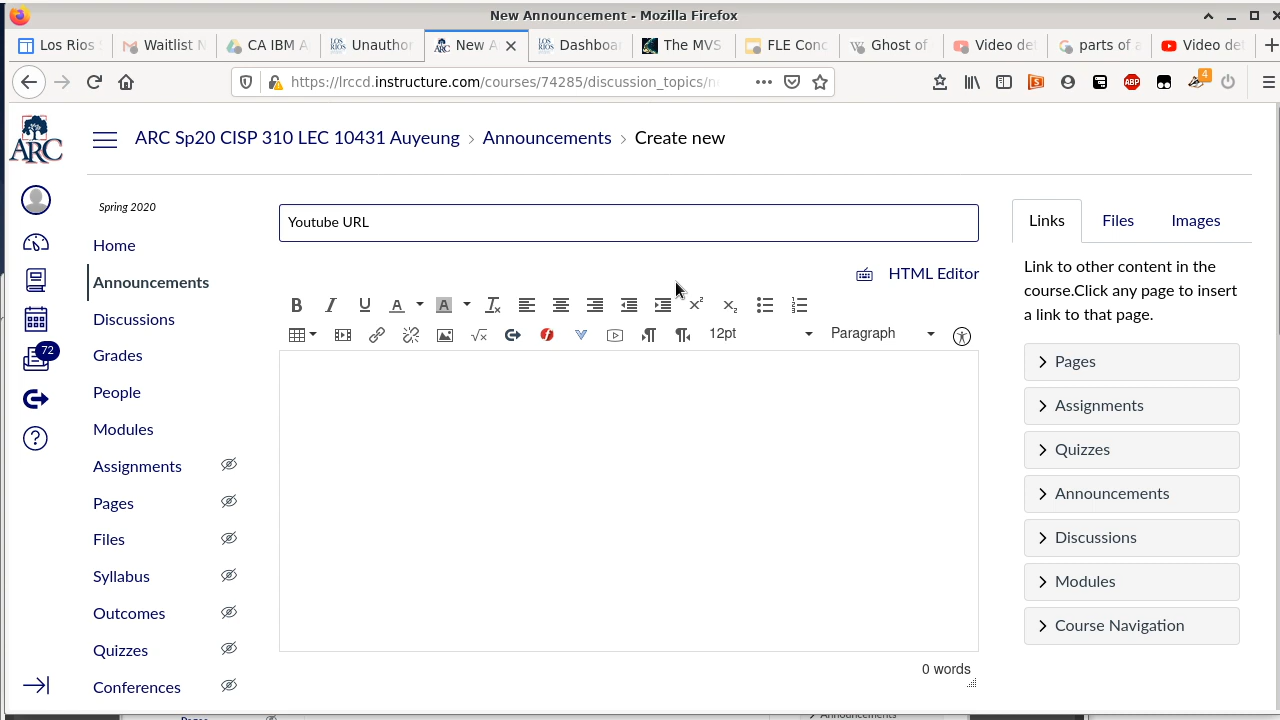 New Announcement - Mozilla Firefox
Los Rios
Waitlist N
CA IBM A
Unauthor
New A
Dashboa
The MVS
FLE Conc
Ghost of
Video de
parts of a
Video de
https://lrccd.instructure.com/courses/74285/discussion_topics/n
ABP
4
ARC
ARC Sp20 CISP 310 LEC 10431 Auyeung › Announcements › Create new
Spring 2020
Home
Announcements
Discussions
Grades
People
Modules
Assignments
Pages
Files
Syllabus
Outcomes
Quizzes
Conferences
72
Youtube URL
HTML Editor
B I U A A
12pt
Paragraph
0 words
Links
Files
Images
Link to other content in the
course.Click any page to insert
a link to that page.
Pages
Assignments
Quizzes
Announcements
Discussions
Modules
Course Navigation
Announcements